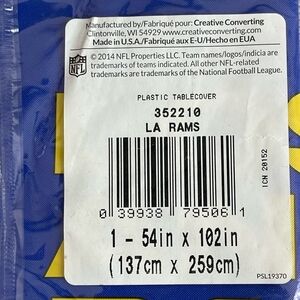 Manufactured by/Fabriqué pour: Creative Converting
Clintonville, WI 54929 www.creativeconverting.com
Made in U.S.A./Fabriqué aux E-U/Hecho en EUA
NFL
© 2014 NFL Properties LLC. Team names/logos/indicia are
trademarks of teams indicated. All other NFL-related
trademarks are trademarks of the National Football League.
PLASTIC TABLECOVER
352210
LA RAMS
0 39938 79506 1
ICN 20152
1 - 54in x 102in
(137cm x 259cm)
PSL19370